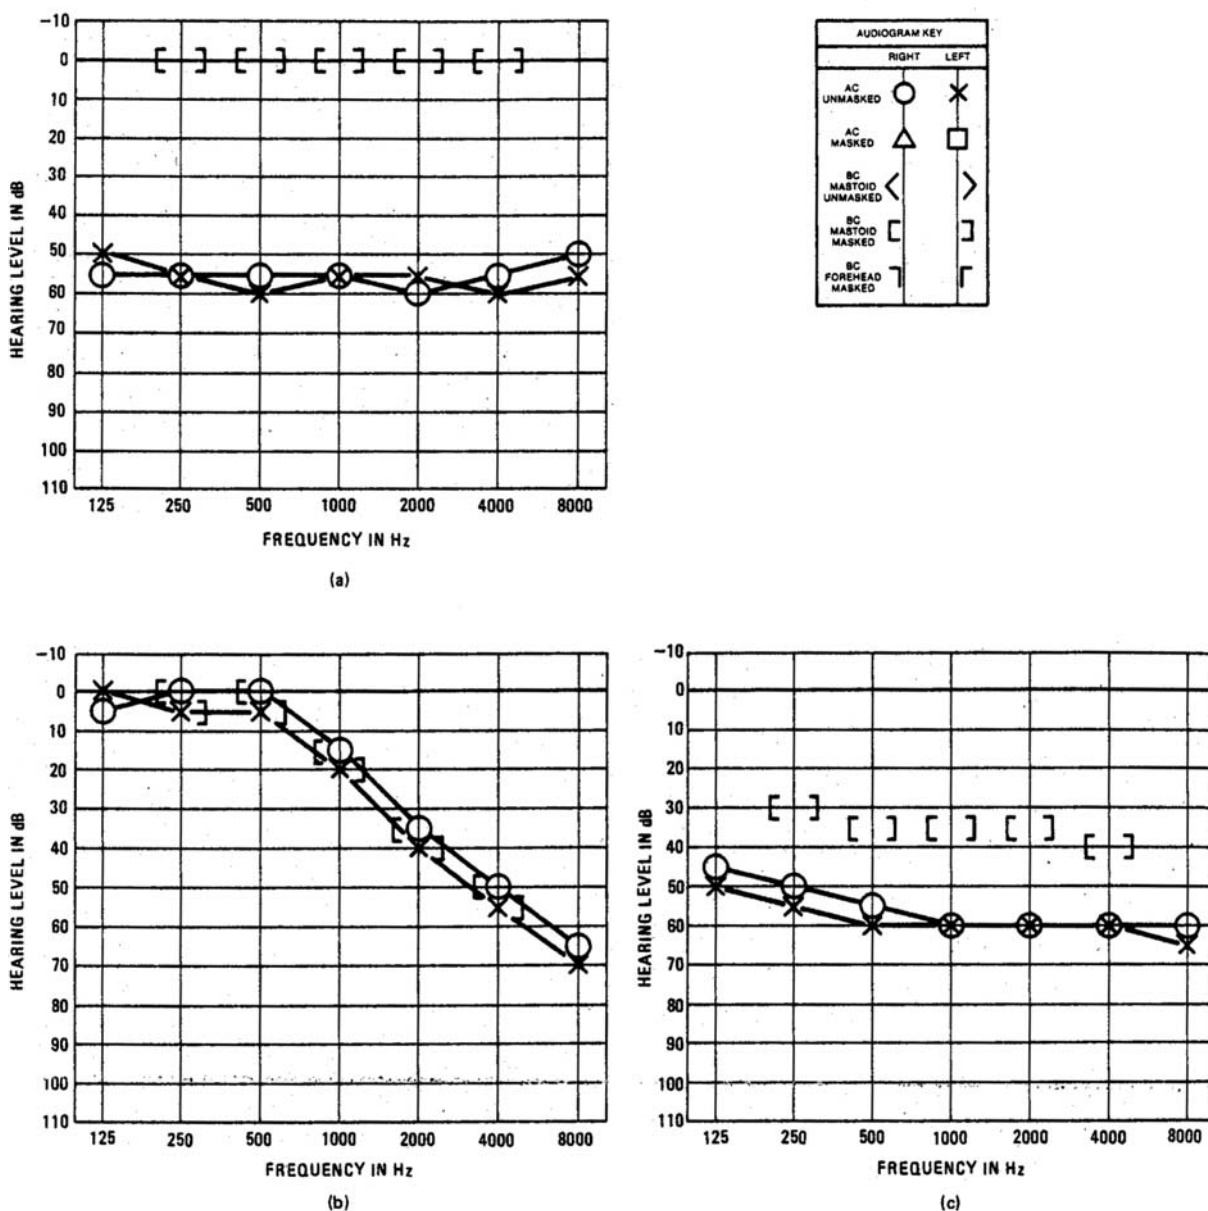 -10
0
10
20
30
40
50
60
70
80
90
100
110
HEARING LEVEL IN dB
125 250 500 1000 2000 4000 8000
FREQUENCY IN Hz
(a)
AUDIOGRAM KEY
RIGHT LEFT
AC
UNMASKED
AC
MASKED
BC
MASTOID
UNMASKED
BC
MASTOID
MASKED
BC
FOREHEAD
MASKED
-10
0
10
20
30
40
50
60
70
80
90
100
110
HEARING LEVEL IN dB
125 250 500 1000 2000 4000 8000
FREQUENCY IN Hz
(b)
-10
0
10
20
30
40
50
60
70
80
90
100
110
HEARING LEVEL IN dB
125 250 500 1000 2000 4000 8000
FREQUENCY IN Hz
(c)